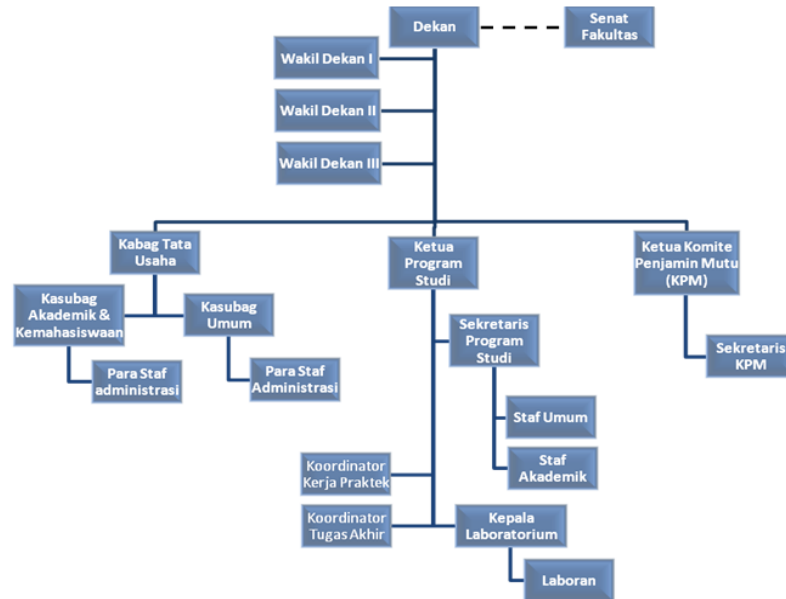 Dekan
Senat
Fakultas
Wakil Dekan I
Wakil Dekan II
Wakil Dekan III
Kabag Tata
Usaha
Ketua
Program
Studi
Ketua Komite
Penjamin Mutu
(KPM)
Kasubag
Akademik &
Kemahasiswaan
Kasubag
Umum
Sekretaris
Program
Studi
Sekretaris
KPM
Para Staf
administrasi
Para Staf
Administrasi
Staf Umum
Staf
Akademik
Koordinator
Kerja Praktek
Koordinator
Tugas Akhir
Kepala
Laboratorium
Laboran